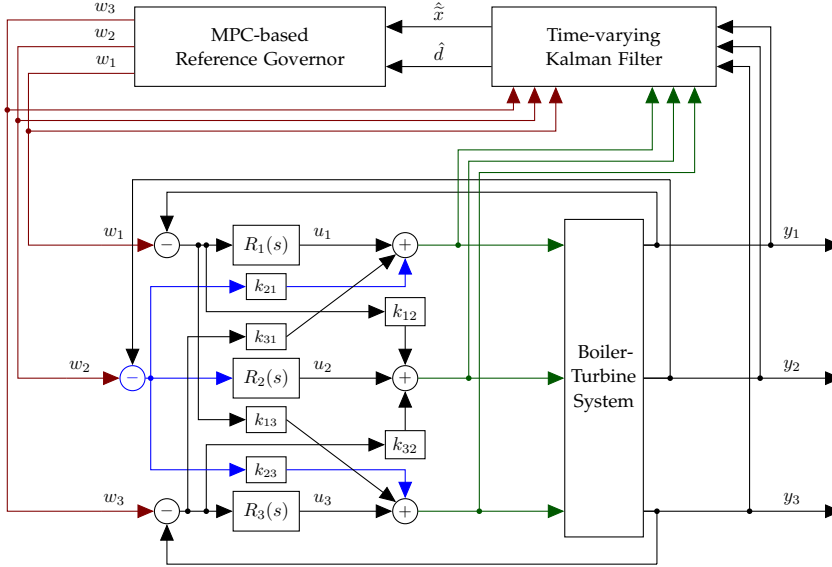 w₃
w₂
w₁
MPC-based
Reference Governor
x̃̂
d̂
Time-varying
Kalman Filter
w₁
−
R₁(s)
u₁
+
y₁
k₂₁
k₁₂
k₃₁
w₂
−
R₂(s)
u₂
+
Boiler-
Turbine
System
y₂
k₁₃
k₃₂
k₂₃
w₃
−
R₃(s)
u₃
+
y₃